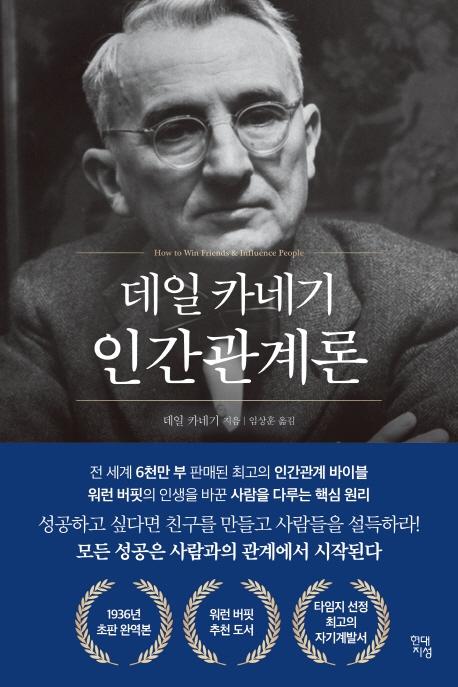 How to Win Friends & Influence People
데일 카네기
인간관계론
데일 카네기 지음 | 임상훈 옮김
전 세계 6천만 부 판매된 최고의 인간관계 바이블
워런 버핏의 인생을 바꾼 사람을 다루는 핵심 원리
성공하고 싶다면 친구를 만들고 사람들을 설득하라!
모든 성공은 사람과의 관계에서 시작된다
1936년
초판 완역본
워런 버핏
추천 도서
타임지 선정
최고의
자기계발서
현대
지성